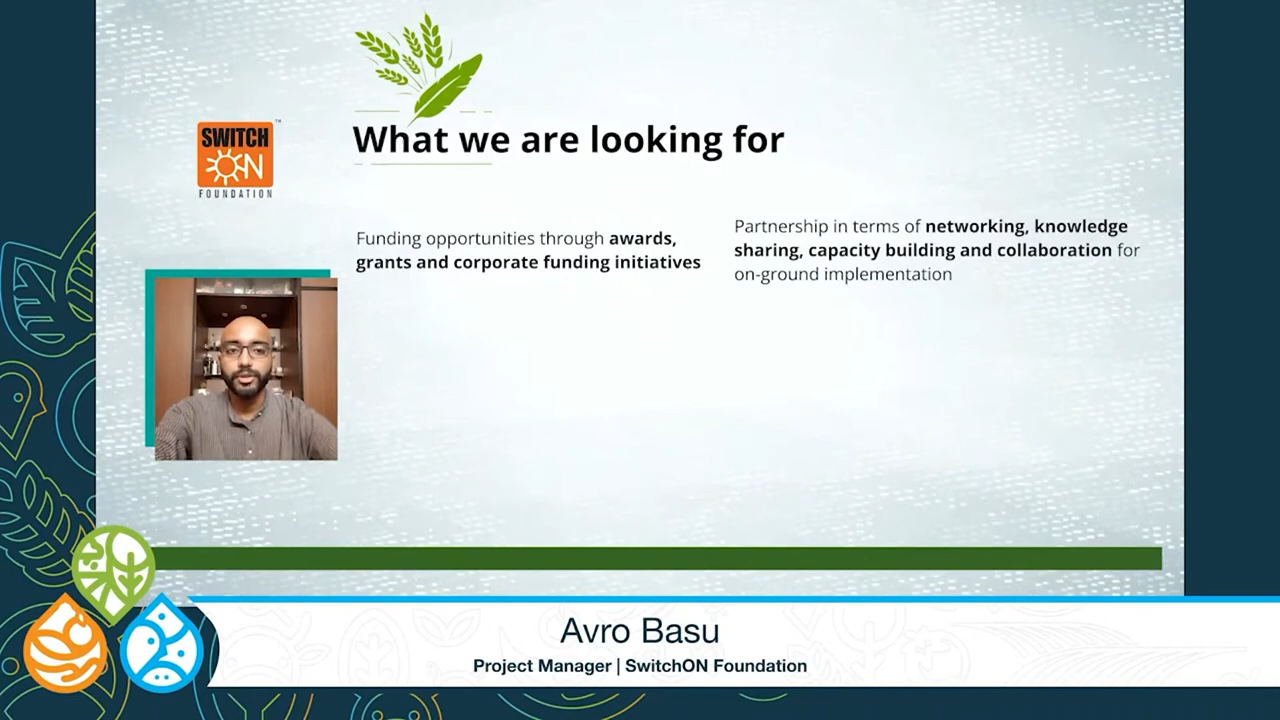 SWITCH
ON
FOUNDATION
™
What we are looking for
Funding opportunities through awards,
grants and corporate funding initiatives
Partnership in terms of networking, knowledge
sharing, capacity building and collaboration for
on-ground implementation
Avro Basu
Project Manager | SwitchON Foundation